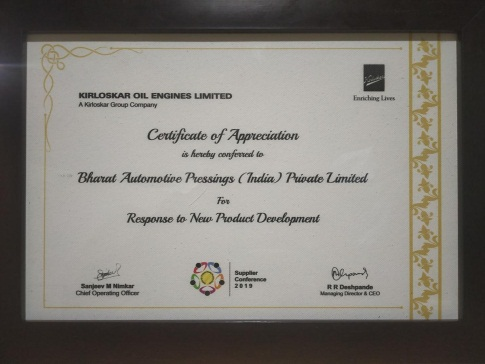 KIRLOSKAR OIL ENGINES LIMITED
A Kirloskar Group Company
Enriching Lives
Certificate of Appreciation
is hereby conferred to
Bharat Automotive Pressings (India) Private Limited
For
Response to New Product Development
Sanjeev M Nimkar
Chief Operating Officer
Supplier
Conference
2019
R R Deshpande
Managing Director & CEO